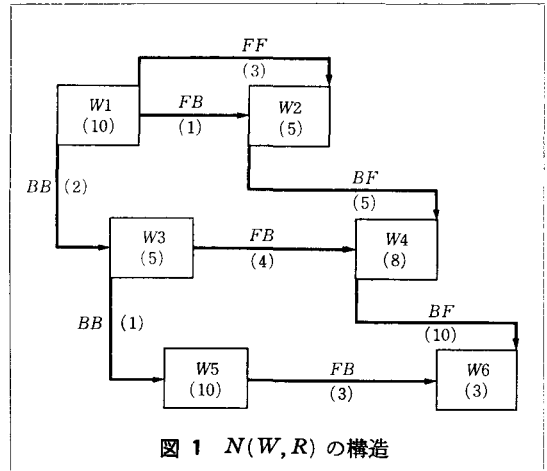 FF
(3)
W1
(10)
FB
(1)
W2
(5)
BB (2)
BF
(5)
W3
(5)
FB
(4)
W4
(8)
BB (1)
BF
(10)
W5
(10)
FB
(3)
W6
(3)
図 1 N(W, R) の構造